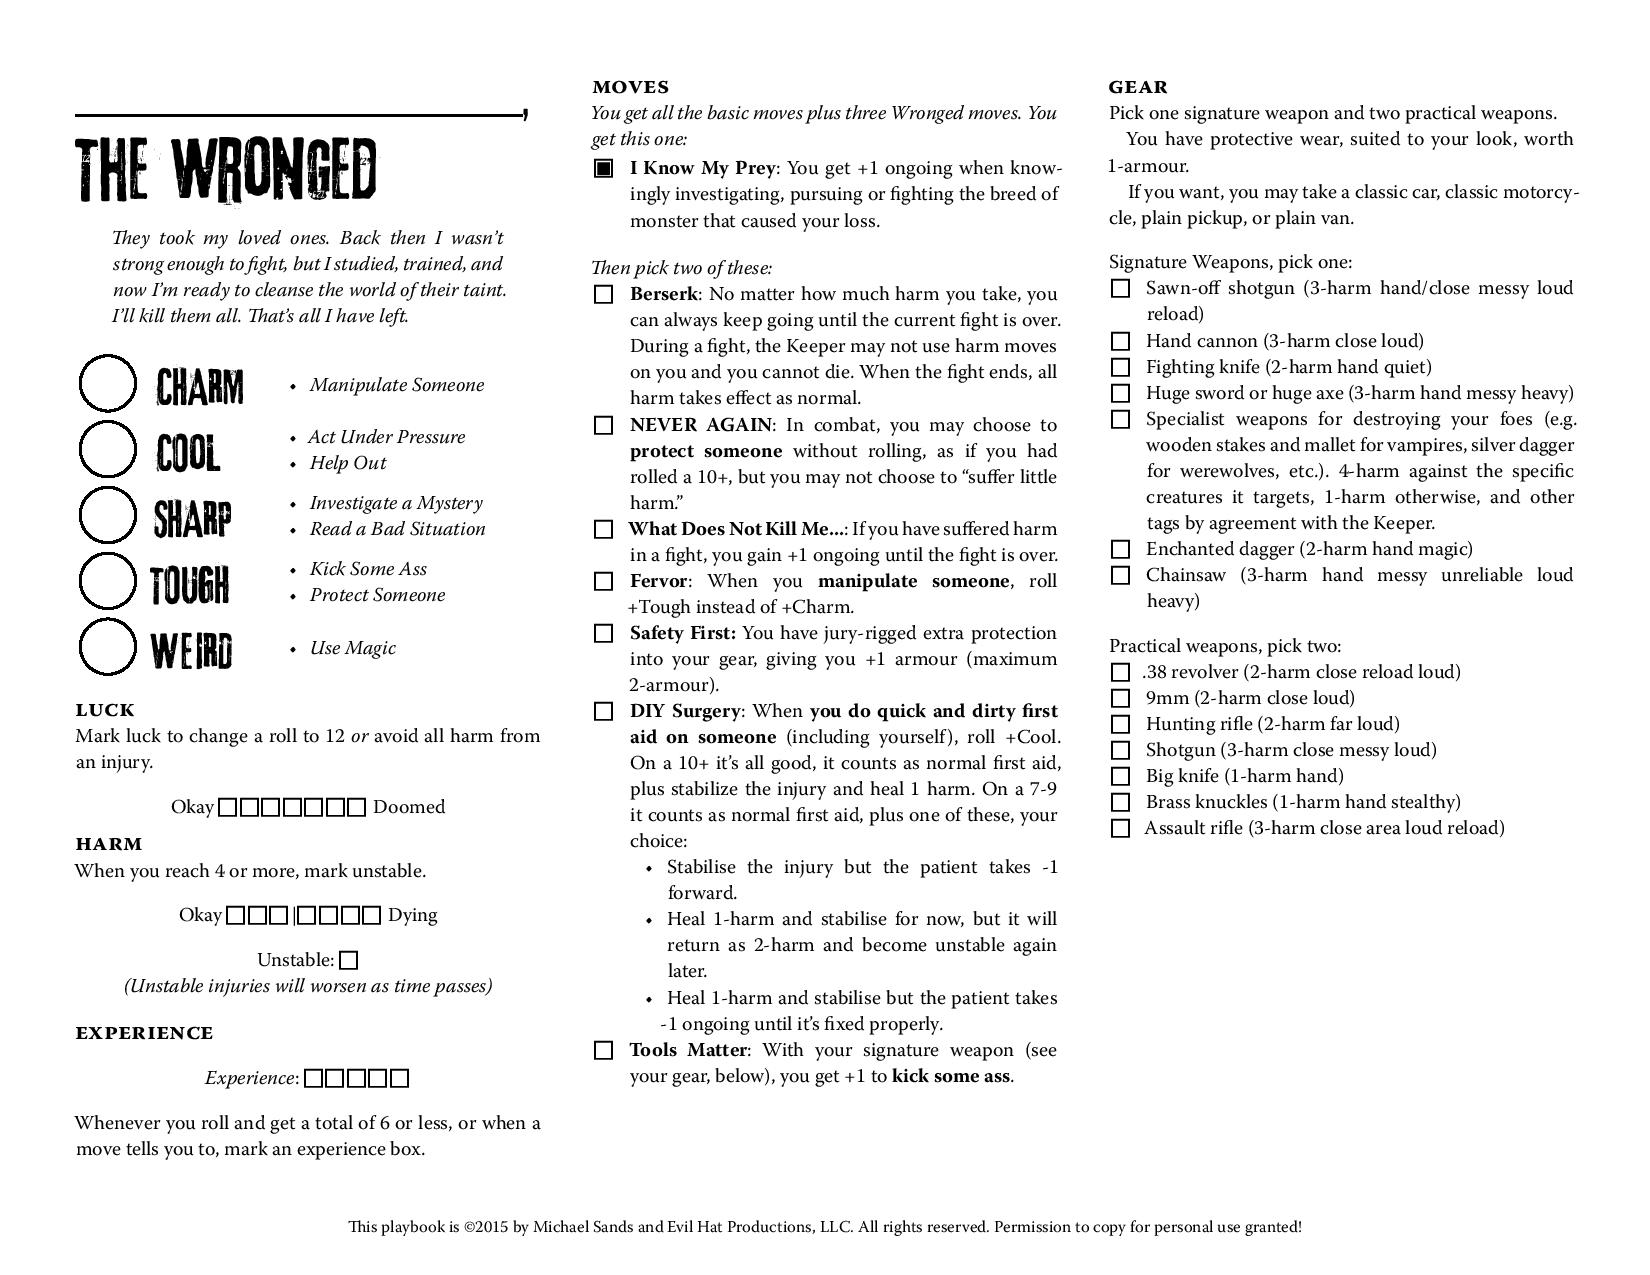 ,
THE WRONGED
They took my loved ones. Back then I wasn't
strong enough to fight, but I studied, trained, and
now I'm ready to cleanse the world of their taint.
I'll kill them all. That's all I have left.
CHARM
• Manipulate Someone
COOL
• Act Under Pressure
• Help Out
SHARP
• Investigate a Mystery
• Read a Bad Situation
TOUGH
• Kick Some Ass
• Protect Someone
WEIRD
• Use Magic
LUCK
Mark luck to change a roll to 12 or avoid all harm from
an injury.
Okay □□□□□□□ Doomed
HARM
When you reach 4 or more, mark unstable.
Okay □□□|□□□□ Dying
Unstable: □
(Unstable injuries will worsen as time passes)
EXPERIENCE
Experience: □□□□□
Whenever you roll and get a total of 6 or less, or when a
move tells you to, mark an experience box.
MOVES
You get all the basic moves plus three Wronged moves. You
get this one:
▣ I Know My Prey: You get +1 ongoing when know-
ingly investigating, pursuing or fighting the breed of
monster that caused your loss.
Then pick two of these:
□ Berserk: No matter how much harm you take, you
can always keep going until the current fight is over.
During a fight, the Keeper may not use harm moves
on you and you cannot die. When the fight ends, all
harm takes effect as normal.
□ NEVER AGAIN: In combat, you may choose to
protect someone without rolling, as if you had
rolled a 10+, but you may not choose to “suffer little
harm.”
□ What Does Not Kill Me...: If you have suffered harm
in a fight, you gain +1 ongoing until the fight is over.
□ Fervor: When you manipulate someone, roll
+Tough instead of +Charm.
□ Safety First: You have jury-rigged extra protection
into your gear, giving you +1 armour (maximum
2-armour).
□ DIY Surgery: When you do quick and dirty first
aid on someone (including yourself), roll +Cool.
On a 10+ it's all good, it counts as normal first aid,
plus stabilize the injury and heal 1 harm. On a 7-9
it counts as normal first aid, plus one of these, your
choice:
• Stabilise the injury but the patient takes -1
forward.
• Heal 1-harm and stabilise for now, but it will
return as 2-harm and become unstable again
later.
• Heal 1-harm and stabilise but the patient takes
-1 ongoing until it's fixed properly.
□ Tools Matter: With your signature weapon (see
your gear, below), you get +1 to kick some ass.
GEAR
Pick one signature weapon and two practical weapons.
You have protective wear, suited to your look, worth
1-armour.
If you want, you may take a classic car, classic motorcy-
cle, plain pickup, or plain van.
Signature Weapons, pick one:
□ Sawn-off shotgun (3-harm hand/close messy loud
reload)
□ Hand cannon (3-harm close loud)
□ Fighting knife (2-harm hand quiet)
□ Huge sword or huge axe (3-harm hand messy heavy)
□ Specialist weapons for destroying your foes (e.g.
wooden stakes and mallet for vampires, silver dagger
for werewolves, etc.). 4-harm against the specific
creatures it targets, 1-harm otherwise, and other
tags by agreement with the Keeper.
□ Enchanted dagger (2-harm hand magic)
□ Chainsaw (3-harm hand messy unreliable loud
heavy)
Practical weapons, pick two:
□ .38 revolver (2-harm close reload loud)
□ 9mm (2-harm close loud)
□ Hunting rifle (2-harm far loud)
□ Shotgun (3-harm close messy loud)
□ Big knife (1-harm hand)
□ Brass knuckles (1-harm hand stealthy)
□ Assault rifle (3-harm close area loud reload)
This playbook is ©2015 by Michael Sands and Evil Hat Productions, LLC. All rights reserved. Permission to copy for personal use granted!